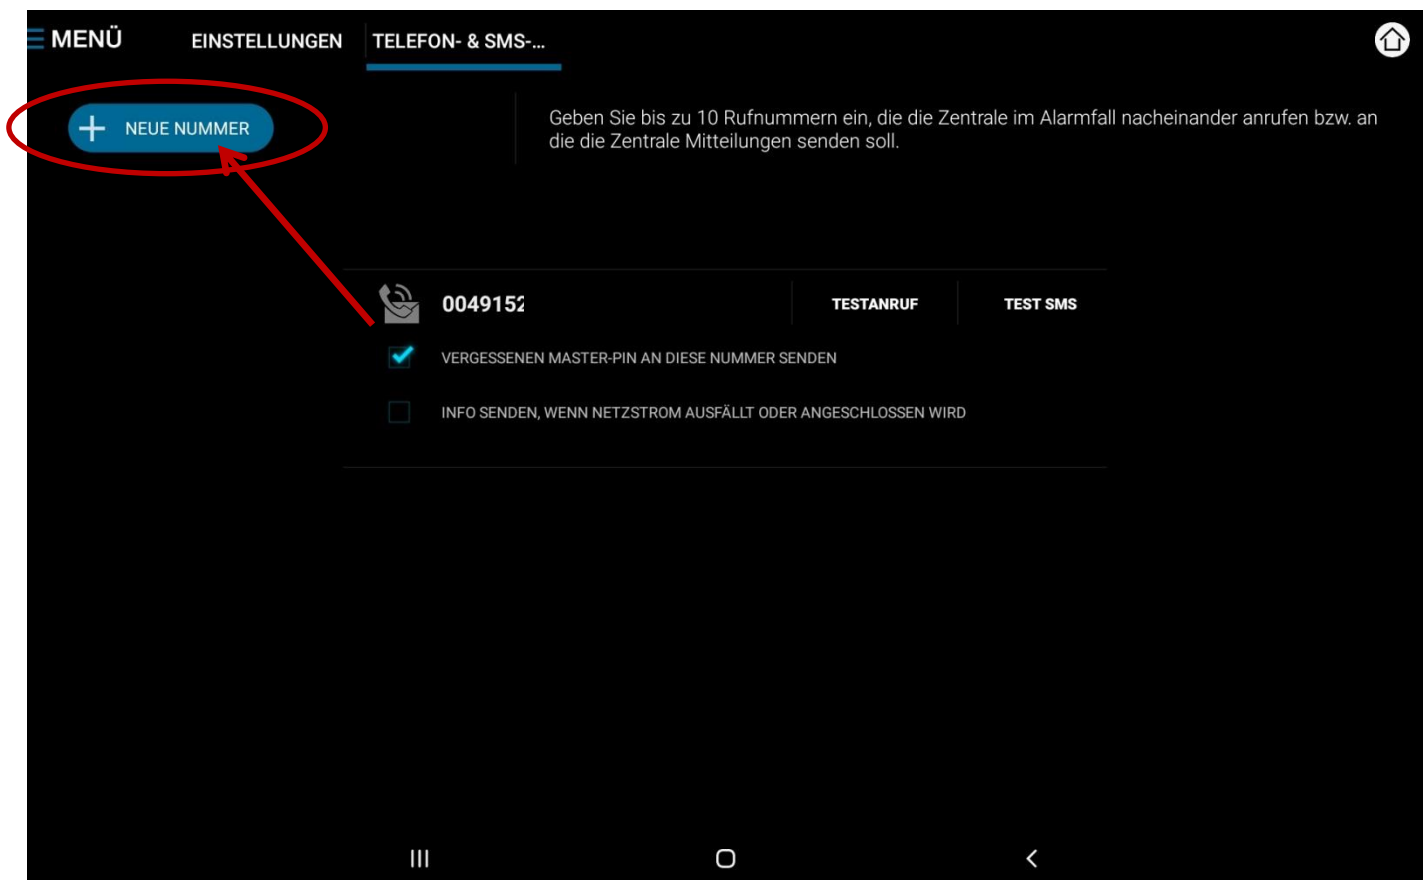 MENÜ
EINSTELLUNGEN
TELEFON- & SMS-...
NEUE NUMMER
Geben Sie bis zu 10 Rufnummern ein, die die Zentrale im Alarmfall nacheinander anrufen bzw. an
die die Zentrale Mitteilungen senden soll.
0049152
TESTANRUF
TEST SMS
VERGESSENEN MASTER-PIN AN DIESE NUMMER SENDEN
INFO SENDEN, WENN NETZSTROM AUSFÄLLT ODER ANGESCHLOSSEN WIRD